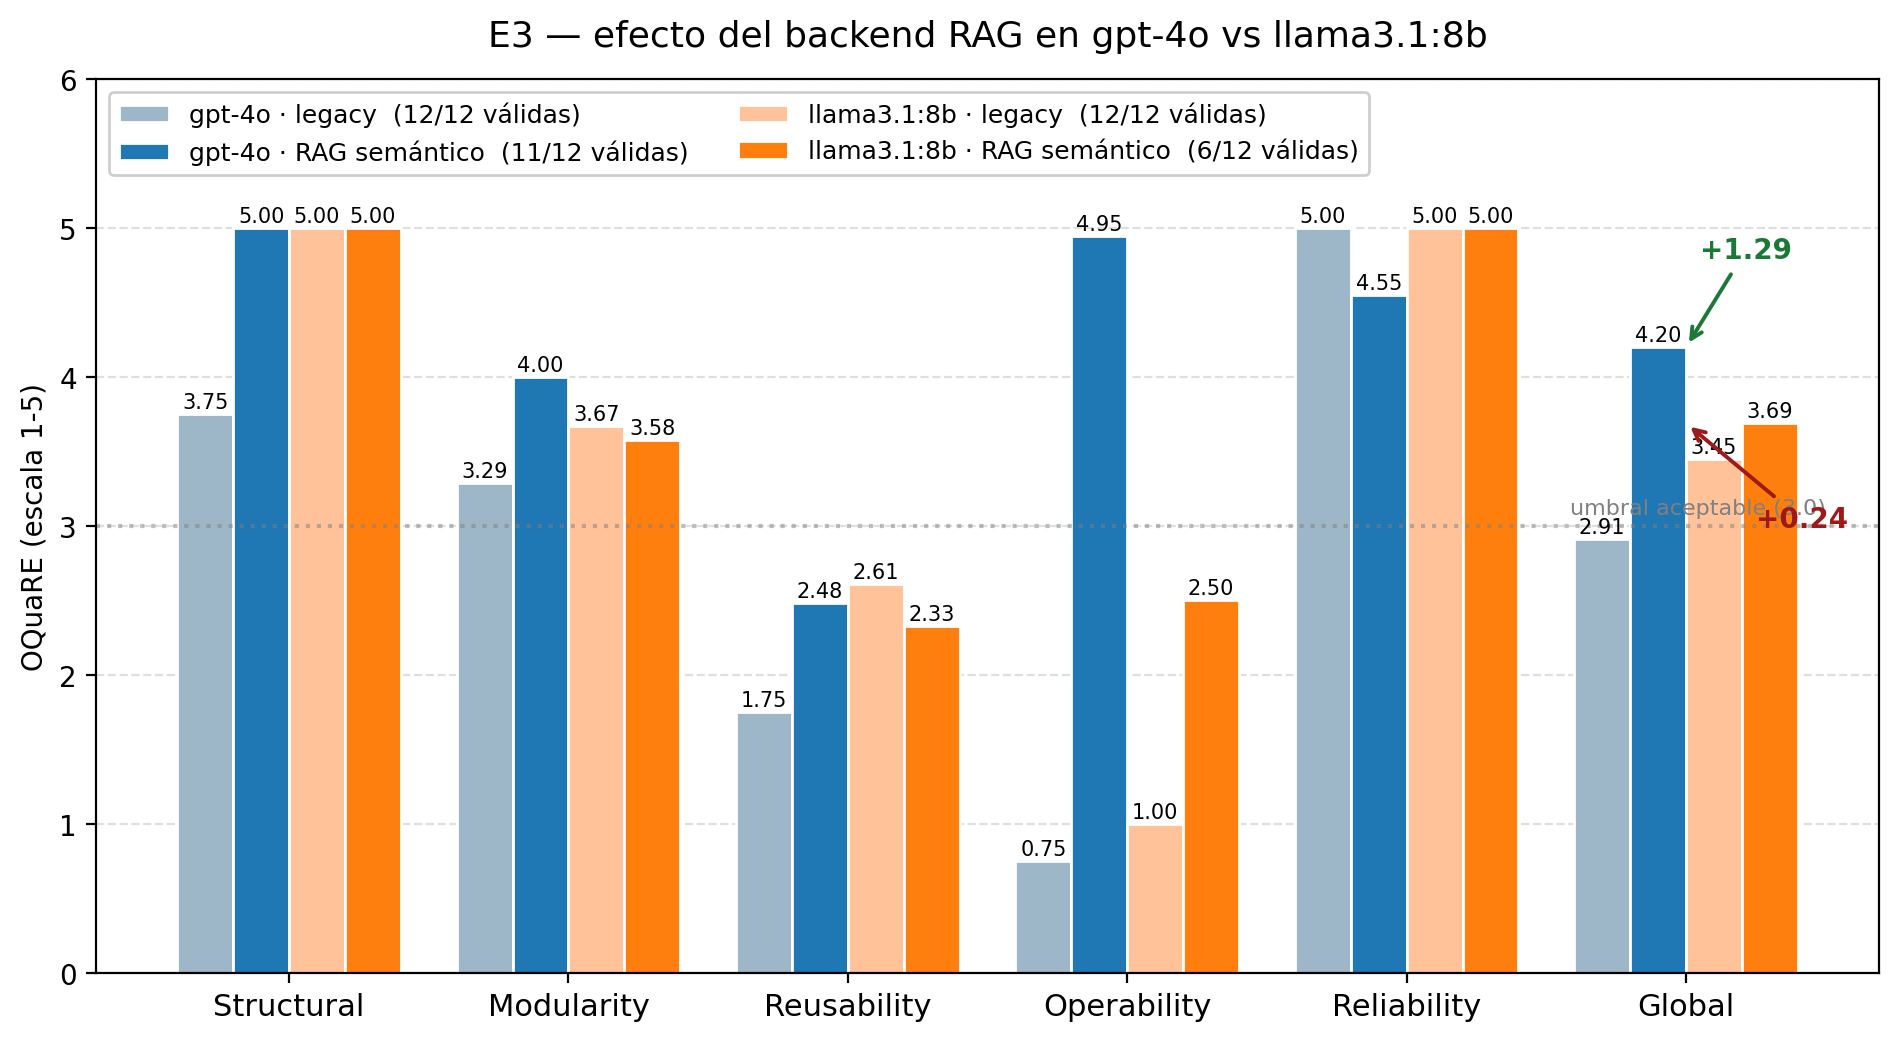 E3 — efecto del backend RAG en gpt-4o vs llama3.1:8b
OQuaRE (escala 1-5)
6
5
4
3
2
1
0
gpt-4o · legacy (12/12 válidas)
gpt-4o · RAG semántico (11/12 válidas)
llama3.1:8b · legacy (12/12 válidas)
llama3.1:8b · RAG semántico (6/12 válidas)
3.75
5.00
5.00
5.00
3.29
4.00
3.67
3.58
1.75
2.48
2.61
2.33
0.75
4.95
1.00
2.50
5.00
4.55
5.00
5.00
2.91
4.20
3.45
3.69
+1.29
+0.24
umbral aceptable (3.0)
Structural
Modularity
Reusability
Operability
Reliability
Global